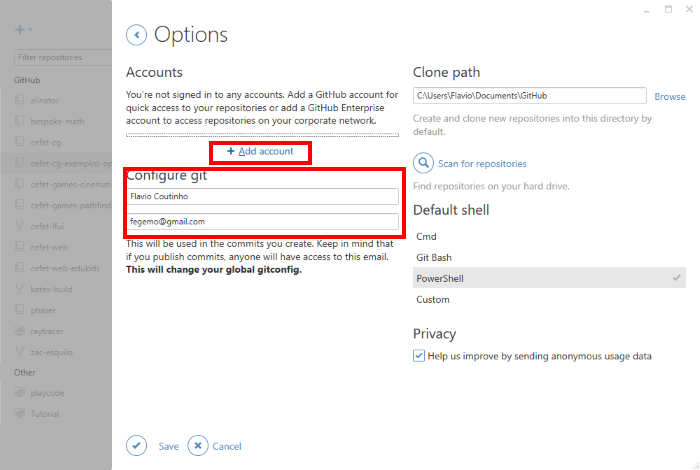 Options
Filter repositories
GitHub
alinator
bespoke-math
cefet-cg
cefet-cg-exemplos-op
cefet-games-cinemati
cefet-games-pathfind
cefet-lfui
cefet-web
cefet-web-edukids
katex-build
phaser
raytracer
zac-esquilo
Other
playcode
Tutorial
Accounts
You're not signed in to any accounts. Add a GitHub account for
quick access to your repositories or add a GitHub Enterprise
account to access repositories on your corporate network.
+ Add account
Configure git
Flavio Coutinho
fegemo@gmail.com
This will be used in the commits you create. Keep in mind that
if you publish commits, anyone will have access to this email.
This will change your global gitconfig.
Save
Cancel
Clone path
C:\Users\Flavio\Documents\GitHub
Browse
Create and clone new repositories into this directory by
default.
Scan for repositories
Find repositories on your hard drive.
Default shell
Cmd
Git Bash
PowerShell
Custom
Privacy
Help us improve by sending anonymous usage data